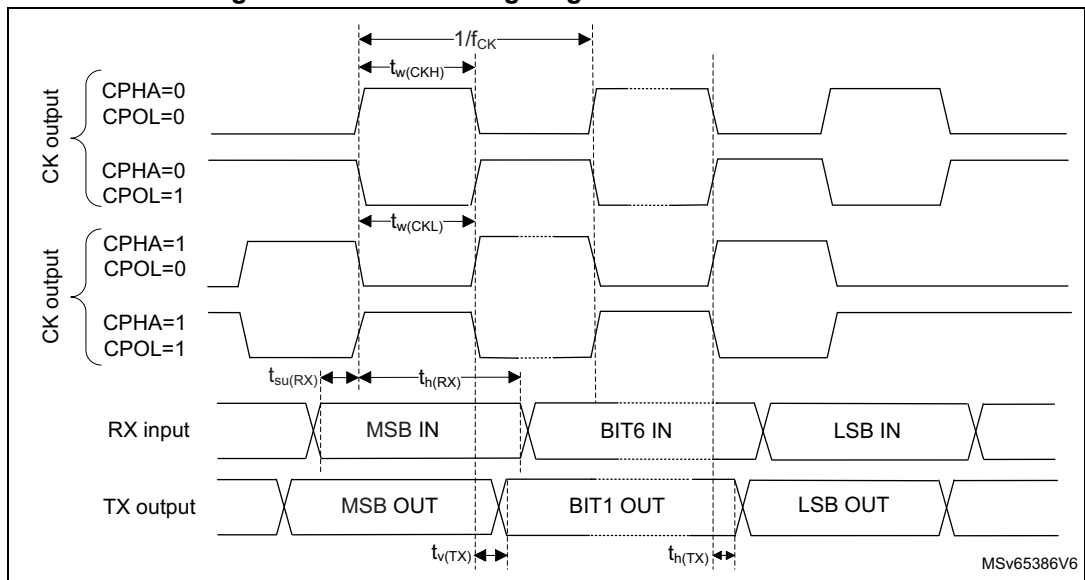 1/fCK
tw(CKH)
CK output
CPHA=0
CPOL=0
CPHA=0
CPOL=1
tw(CKL)
CK output
CPHA=1
CPOL=0
CPHA=1
CPOL=1
tsu(RX)
th(RX)
RX input
MSB IN
BIT6 IN
LSB IN
TX output
MSB OUT
BIT1 OUT
LSB OUT
tv(TX)
th(TX)
MSv65386V6